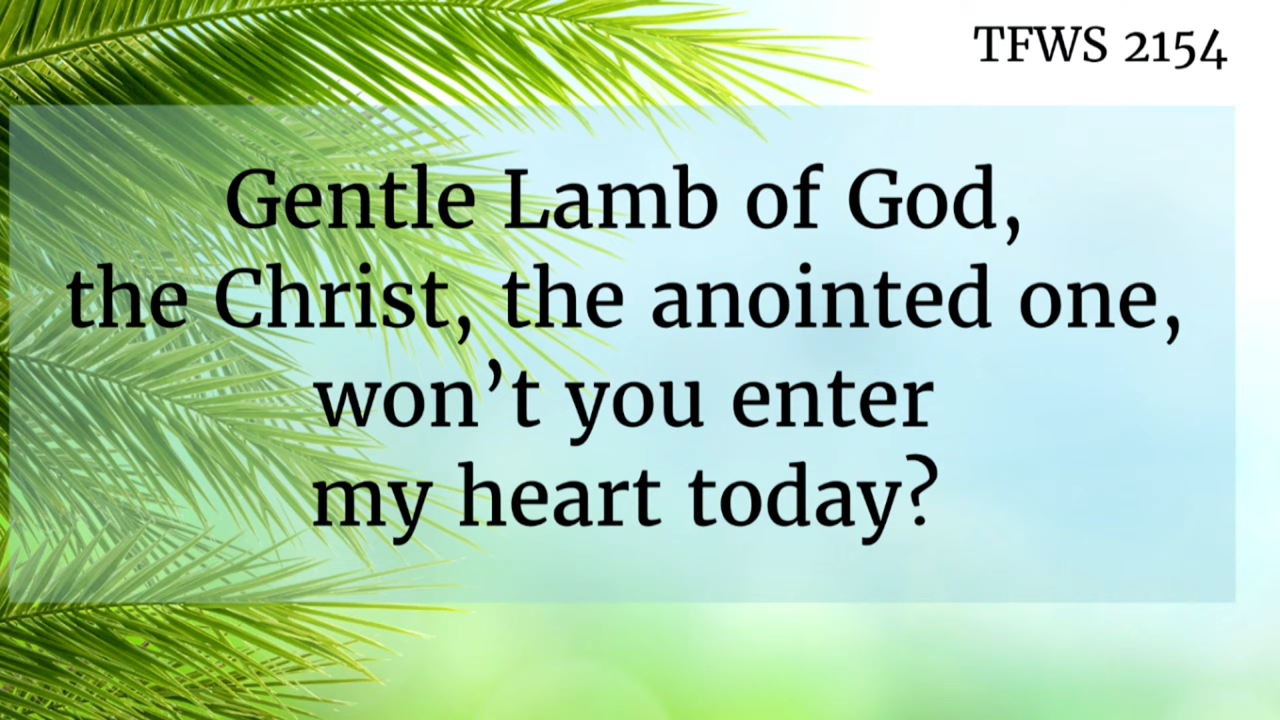 TFWS 2154
Gentle Lamb of God,
the Christ, the anointed one,
won’t you enter
my heart today?